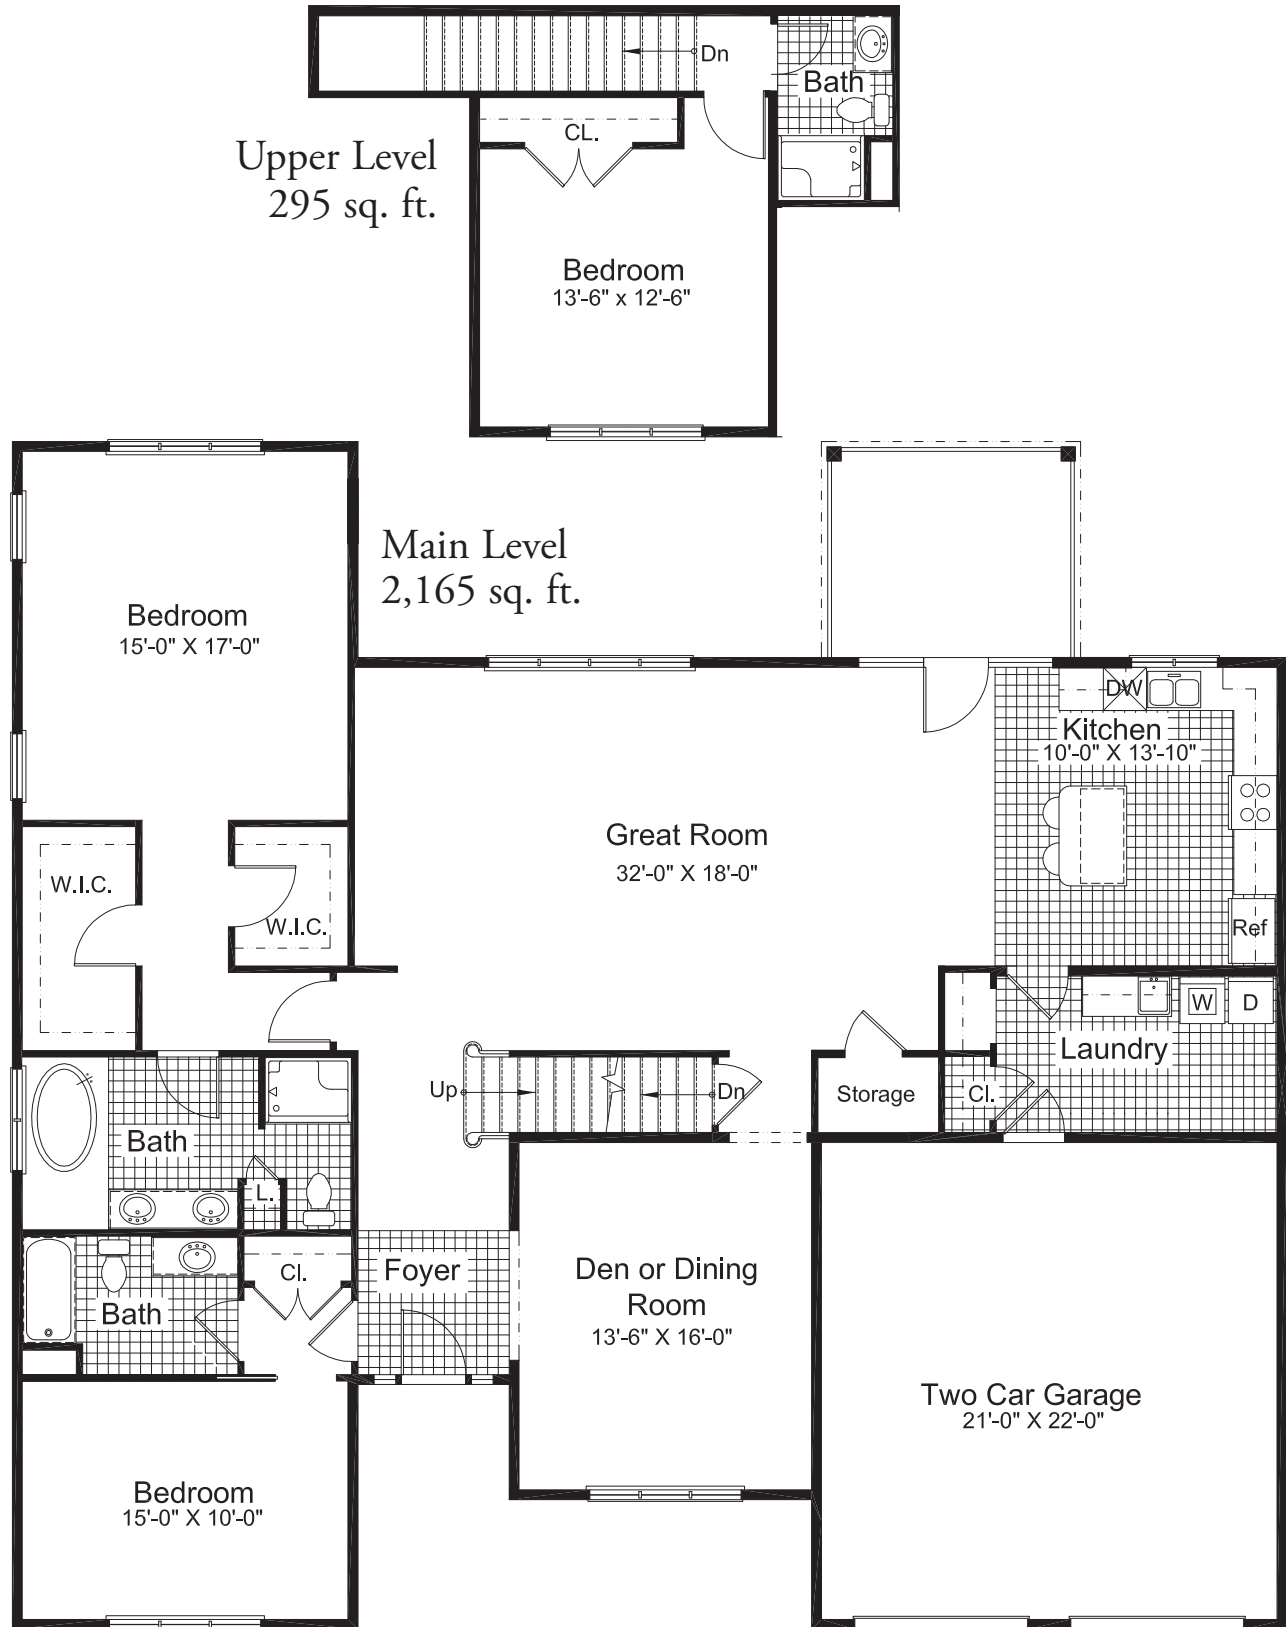 Dn
Bath
CL.
Upper Level
295 sq. ft.
Bedroom
13'-6" x 12'-6"
Main Level
2,165 sq. ft.
Bedroom
15'-0" X 17'-0"
DW
Kitchen
10'-0" X 13'-10"
Great Room
32'-0" X 18'-0"
W.I.C.
W.I.C.
Ref
W
D
Laundry
Up
Dn
Storage
Cl.
Bath
L.
Foyer
Cl.
Bath
Den or Dining
Room
13'-6" X 16'-0"
Two Car Garage
21'-0" X 22'-0"
Bedroom
15'-0" X 10'-0"